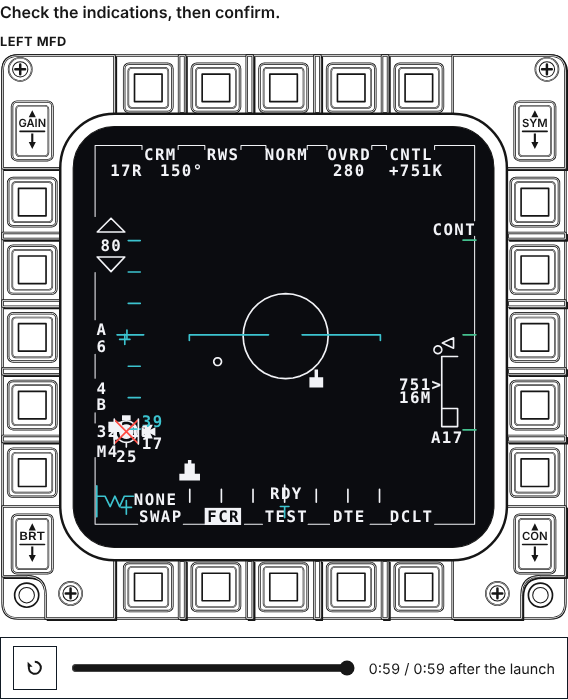 Check the indications, then confirm.
LEFT MFD
GAIN
SYM
CRM RWS NORM OVRD CNTL
17R 150° 280 +751K
CONT
80
A
6
751>
16M
4
B
39
17
M4
25
A17
RDY
NONE
SWAP FCR TEST DTE DCLT
BRT
CON
0:59 / 0:59 after the launch